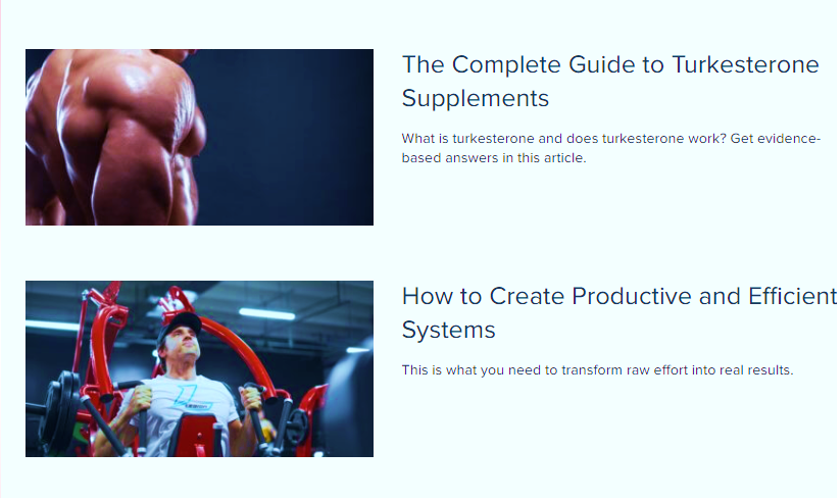 The Complete Guide to Turkesterone
Supplements
What is turkesterone and does turkesterone work? Get evidence-
based answers in this article.
How to Create Productive and Efficient
Systems
This is what you need to transform raw effort into real results.